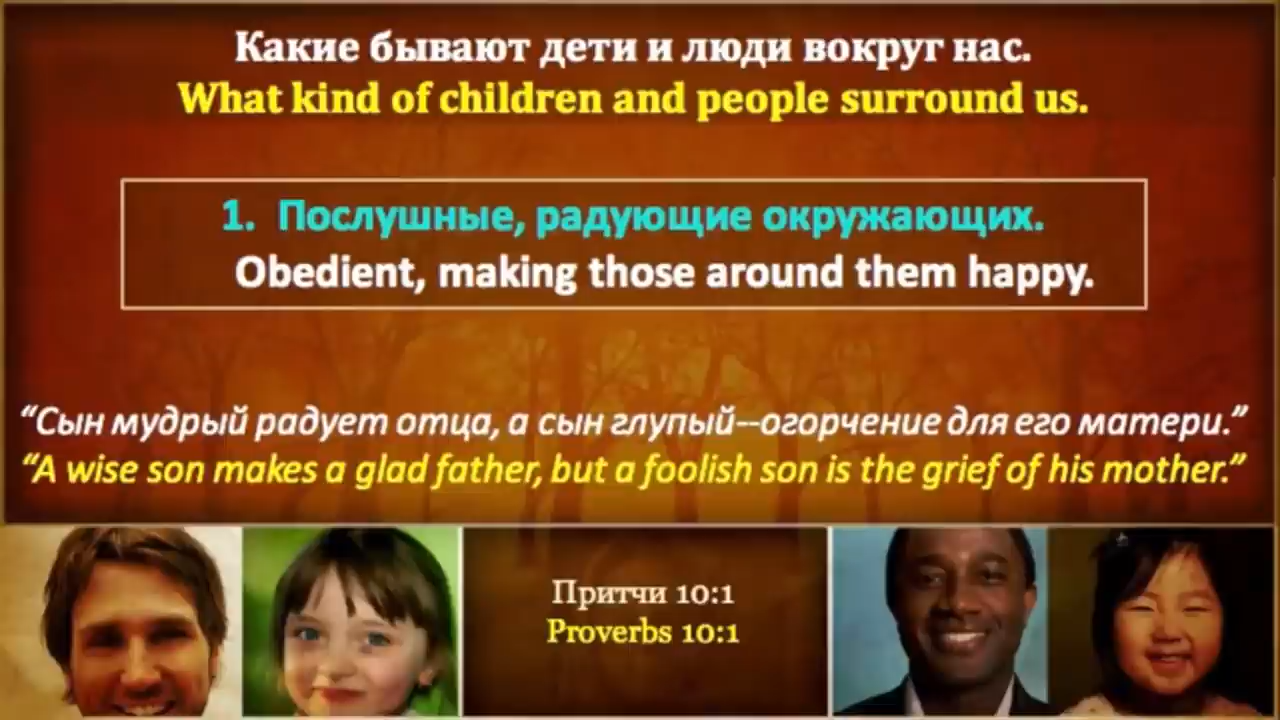 Какие бывают дети и люди вокруг нас.
What kind of children and people surround us.
1. Послушные, радующие окружающих.
Obedient, making those around them happy.
“Сын мудрый радует отца, а сын глупый--огорчение для его матери.”
“A wise son makes a glad father, but a foolish son is the grief of his mother.”
Притчи 10:1
Proverbs 10:1